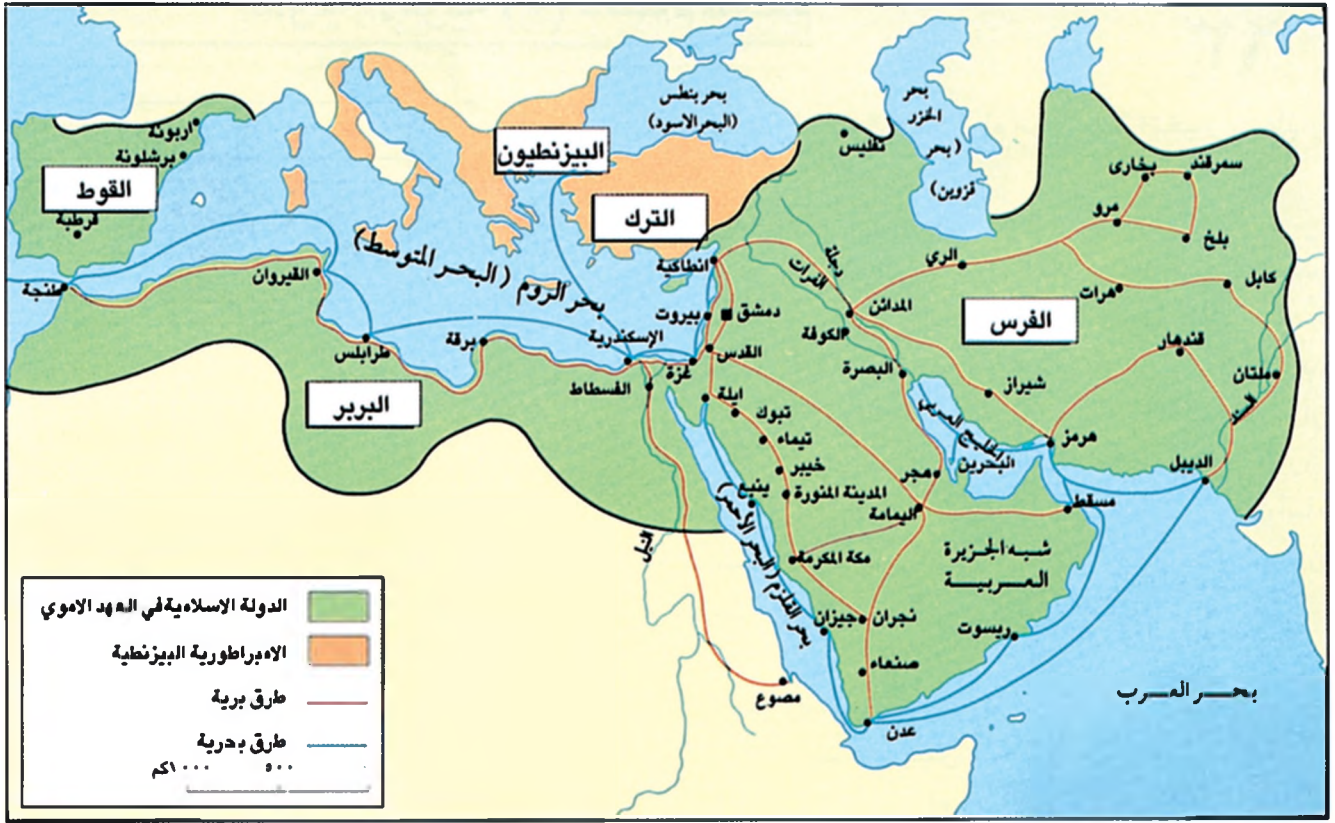 بحر بنطس
(البحر الاسود)
بحر
الخزر
(بحر
قزوين)
البيزنطيون
القوط
الترك
الفرس
البربر
اربونة
برشلونة
قرطبة
طنجة
القيروان
طرابلس
برقة
الإسكندرية
الفسطاط
غزة
القدس
بيروت
دمشق
انطاكية
بحر الروم (البحر المتوسط)
تفليس
دجلة
الفرات
المدائن
الكوفة
البصرة
الري
مرو
بخارى
سمرقند
بلخ
هرات
كابل
قندهار
ملتان
السند
شيراز
هرمز
الديبل
الخليج العربي
البحرين
هجر
اليمامة
مسقط
ايلة
تبوك
تيماء
خيبر
المدينة المنورة
ينبع
مكة المكرمة
بحر القلزم (البحر الأحمر)
النيل
شبه الجزيرة
العربية
نجران
جيزان
صنعاء
ريسوت
عدن
مصوع
بحر العرب
الدولة الاسلامية في العهد الاموي
الامبراطورية البيزنطية
طرق برية
طرق بحرية
٥٠٠ ١٠٠٠كم